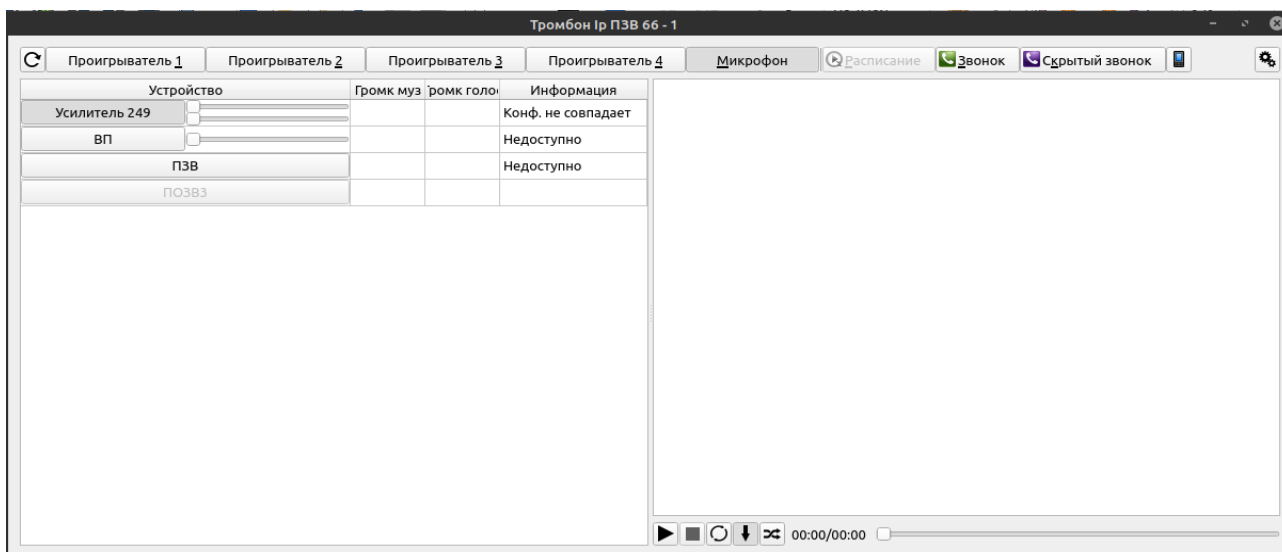 Тромбон Ip ПЗВ 66 - 1
Проигрыватель 1 Проигрыватель 2 Проигрыватель 3 Проигрыватель 4 Микрофон Расписание Звонок Скрытый звонок
Устройство Громк муз ромк голо Информация
Усилитель 249 Конф. не совпадает
ВП Недоступно
ПЗВ Недоступно
ПОЗВЗ
00:00/00:00